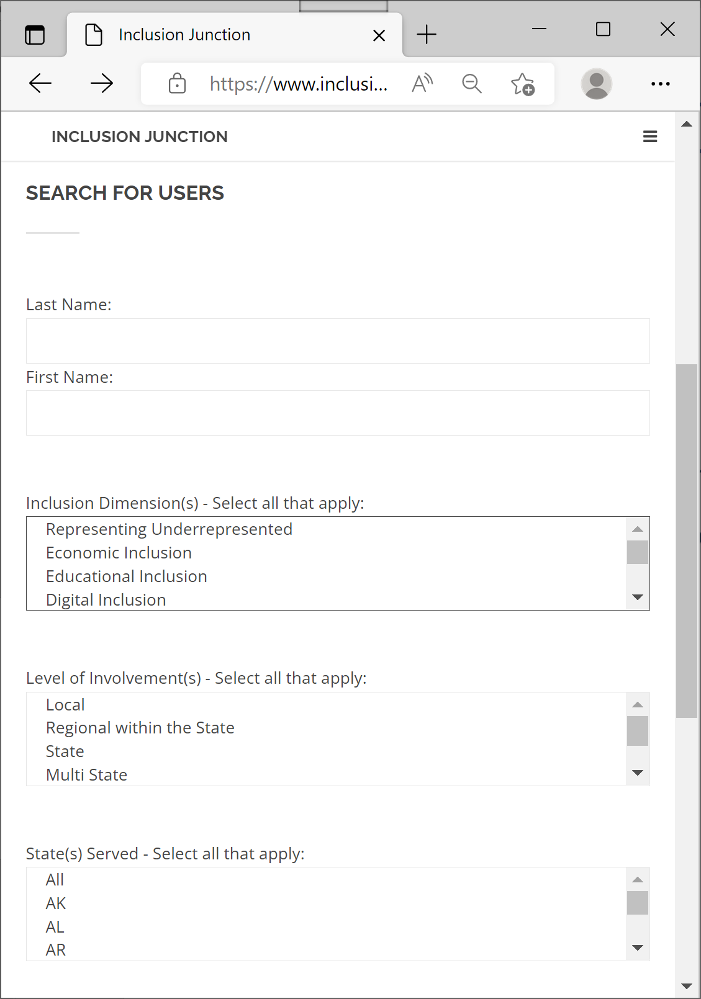 Inclusion Junction
https://www.inclusi...
INCLUSION JUNCTION
SEARCH FOR USERS
Last Name:
First Name:
Inclusion Dimension(s) - Select all that apply:
Representing Underrepresented
Economic Inclusion
Educational Inclusion
Digital Inclusion
Level of Involvement(s) - Select all that apply:
Local
Regional within the State
State
Multi State
State(s) Served - Select all that apply:
All
AK
AL
AR